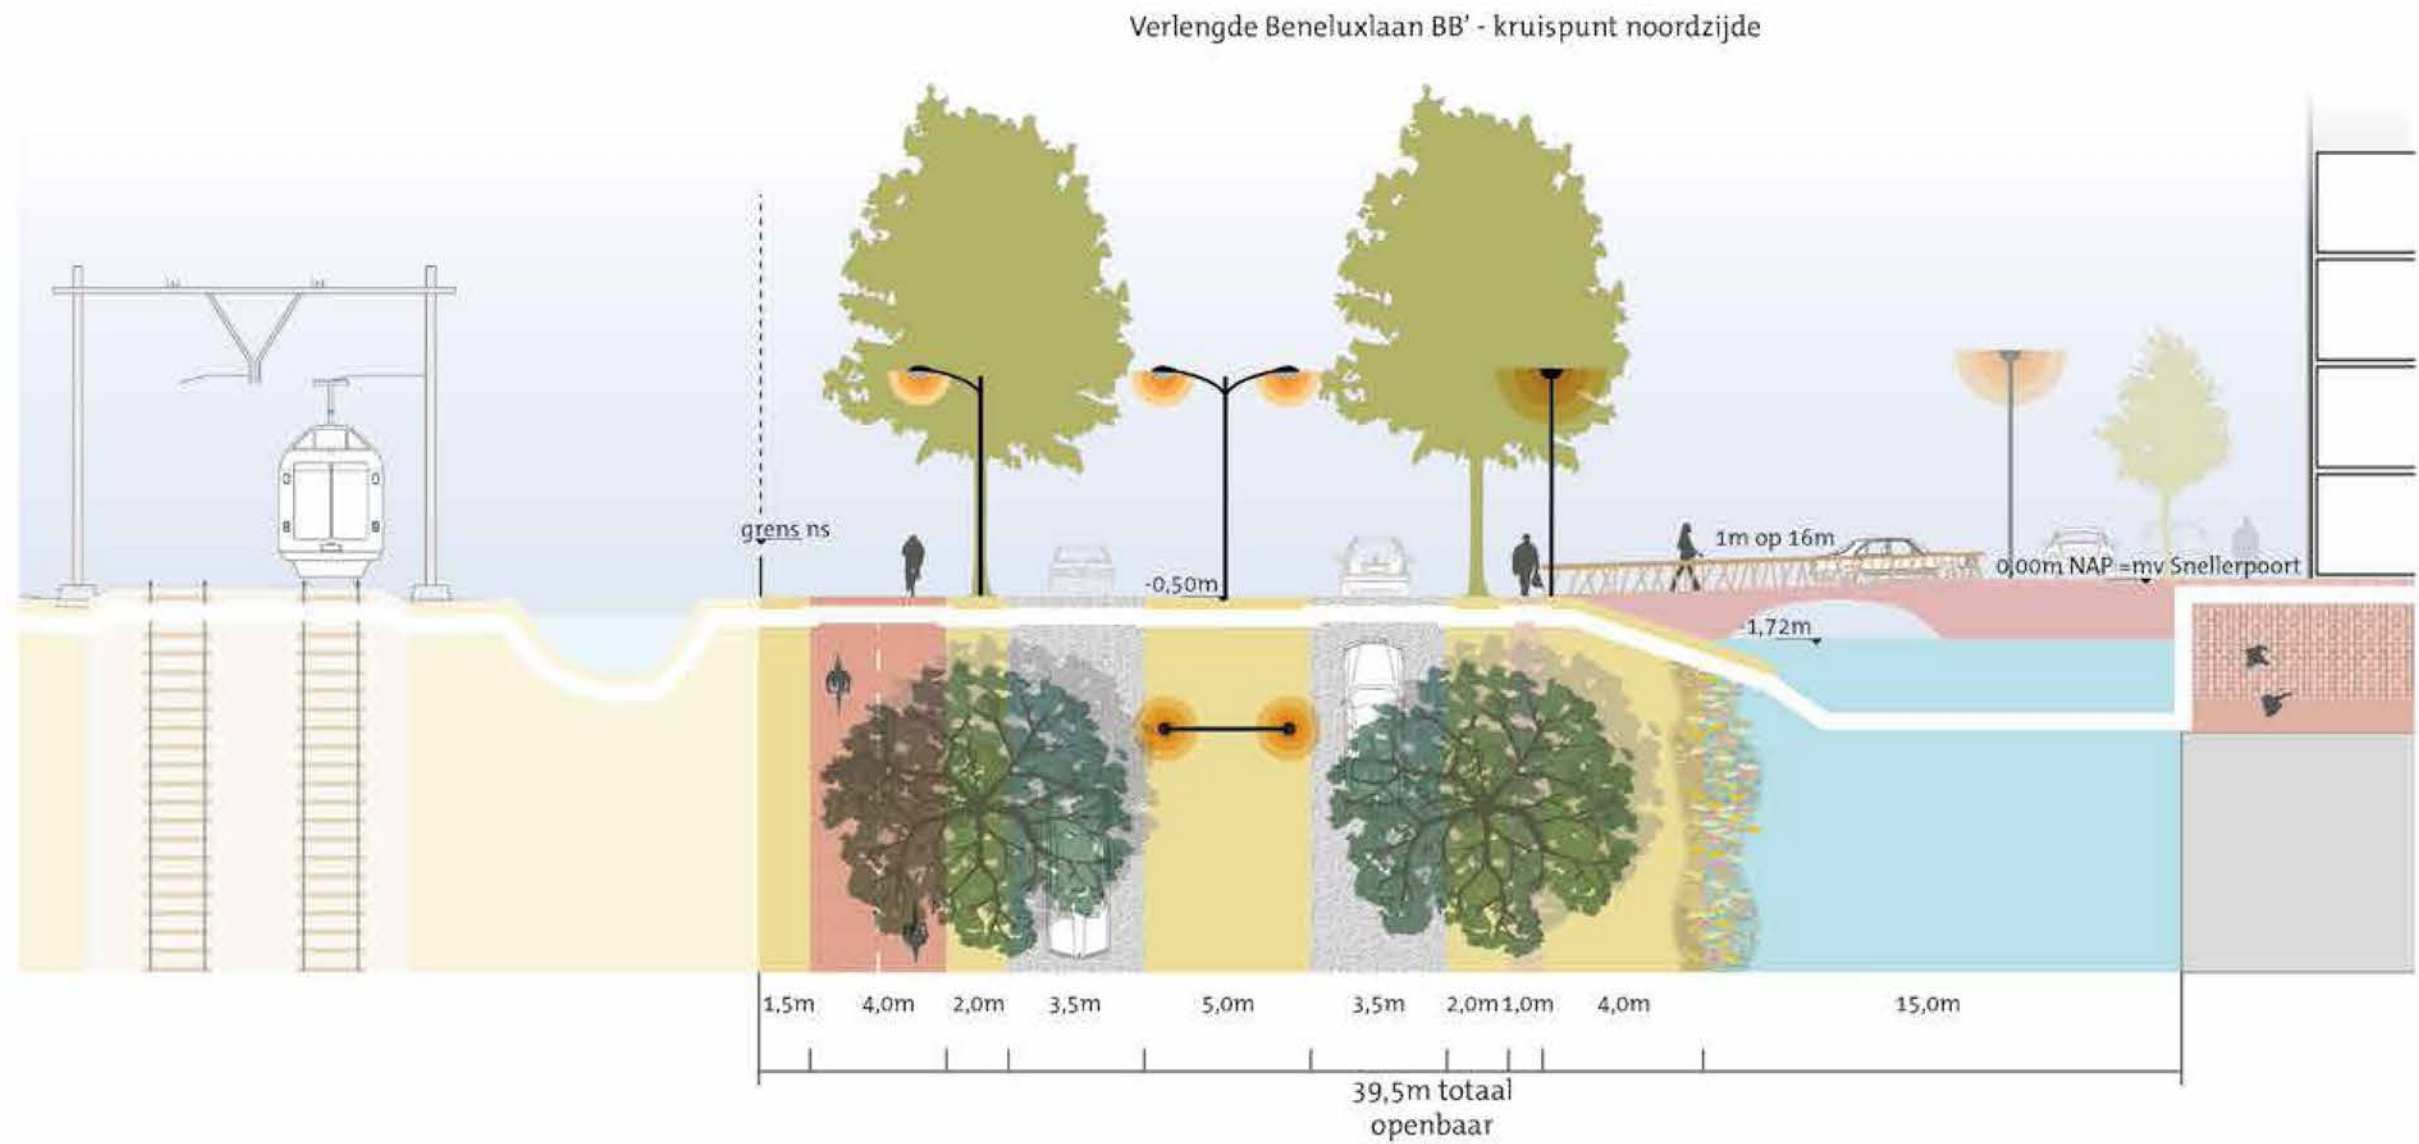 Verlengde Beneluxlaan BB' - kruispunt noordzijde
grens ns
1m op 16m
-0,50m
0,00m NAP =mv Snellerpoort
-1,72m
1,5m 4,0m 2,0m 3,5m 5,0m 3,5m 2,0m 1,0m 4,0m 15,0m
39,5m totaal
openbaar